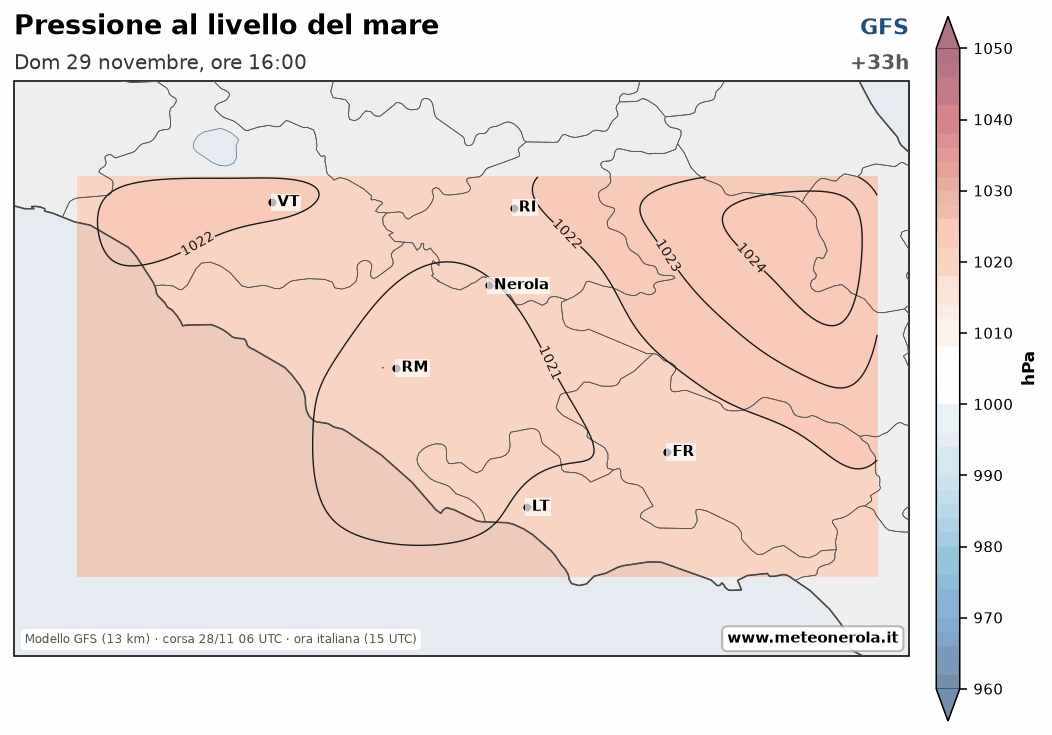 Pressione al livello del mare
GFS
Dom 29 novembre, ore 16:00
+33h
1050
1040
1030
1020
1010
1000
990
980
970
960
hPa
VT
RI
1022
1022
1023
1024
Nerola
1021
RM
FR
LT
Modello GFS (13 km) · corsa 28/11 06 UTC · ora italiana (15 UTC)
www.meteonerola.it